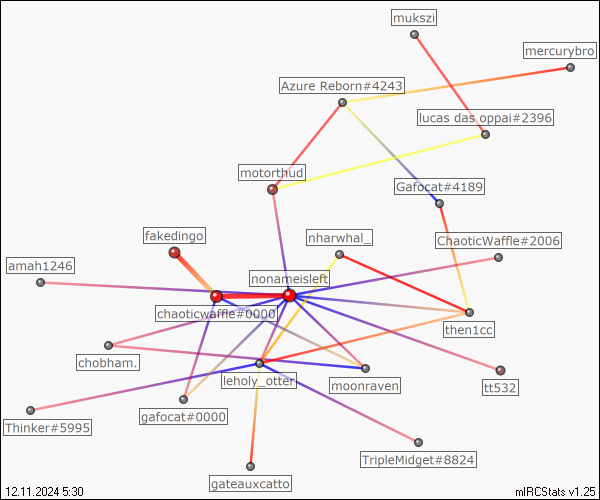 mukszi
mercurybro
Azure Reborn#4243
lucas das oppai#2396
motorthud
Gafocat#4189
fakedingo
nharwhal_
ChaoticWaffle#2006
amah1246
nonameisleft
chaoticwaffle#0000
then1cc
chobham.
leholy_otter
moonraven
tt532
Thinker#5995
gafocat#0000
TripleMidget#8824
gateauxcatto
12.11.2024 5:30
mIRCStats v1.25